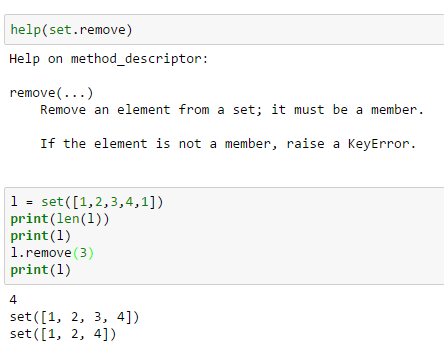 help(set.remove)
Help on method_descriptor:
remove(...)
    Remove an element from a set; it must be a member.
    If the element is not a member, raise a KeyError.
l = set([1,2,3,4,1])
print(len(l))
print(l)
l.remove(3)
print(l)
4
set([1, 2, 3, 4])
set([1, 2, 4])